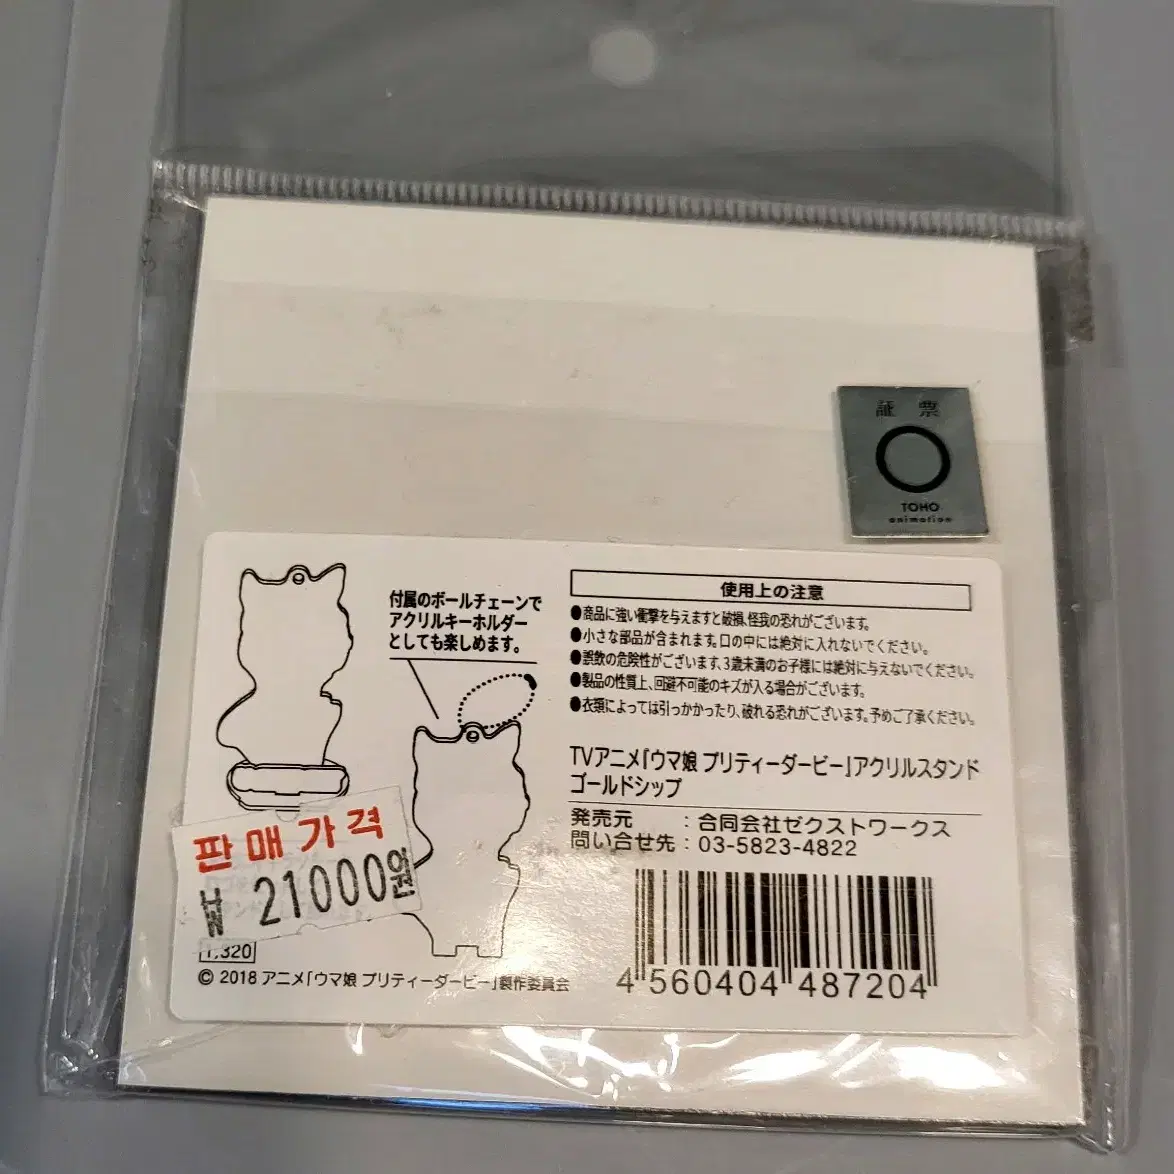 証 票
TOHO
animation
付属のボールチェーンで
アクリルキーホルダー
としても楽しめます。
使用上の注意
●商品に強い衝撃を与えますと破損、怪我の恐れがございます。
●小さな部品が含まれます。口の中には絶対に入れないでください。
●誤飲の危険性がございます、3歳未満のお子様には絶対に与えないでください。
●製品の性質上、回避不可能のキズが入る場合がございます。
●衣類によっては引っかかったり、破れる恐れがございます。予めご了承ください。
TVアニメ『ウマ娘 プリティーダービー』アクリルスタンド
ゴールドシップ
発売元 : 合同会社ゼクストワークス
問い合せ先 : 03-5823-4822
판매가격
₩ 21000원
1,320
© 2018 アニメ「ウマ娘 プリティーダービー」製作委員会
4 560404 487204